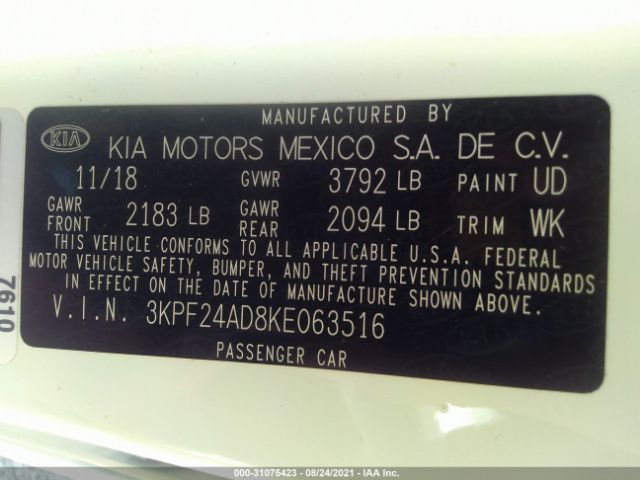 MANUFACTURED BY
KIA KIA MOTORS MEXICO S.A. DE C.V.
11/18 GVWR 3792 LB PAINT UD
GAWR FRONT 2183 LB GAWR REAR 2094 LB TRIM WK
THIS VEHICLE CONFORMS TO ALL APPLICABLE U.S.A. FEDERAL
MOTOR VEHICLE SAFETY, BUMPER, AND THEFT PREVENTION STANDARDS
IN EFFECT ON THE DATE OF MANUFACTURE SHOWN ABOVE.
V.I.N. 3KPF24AD8KE063516
PASSENGER CAR
7610
000-31075423 - 08/24/2021 - IAA Inc.